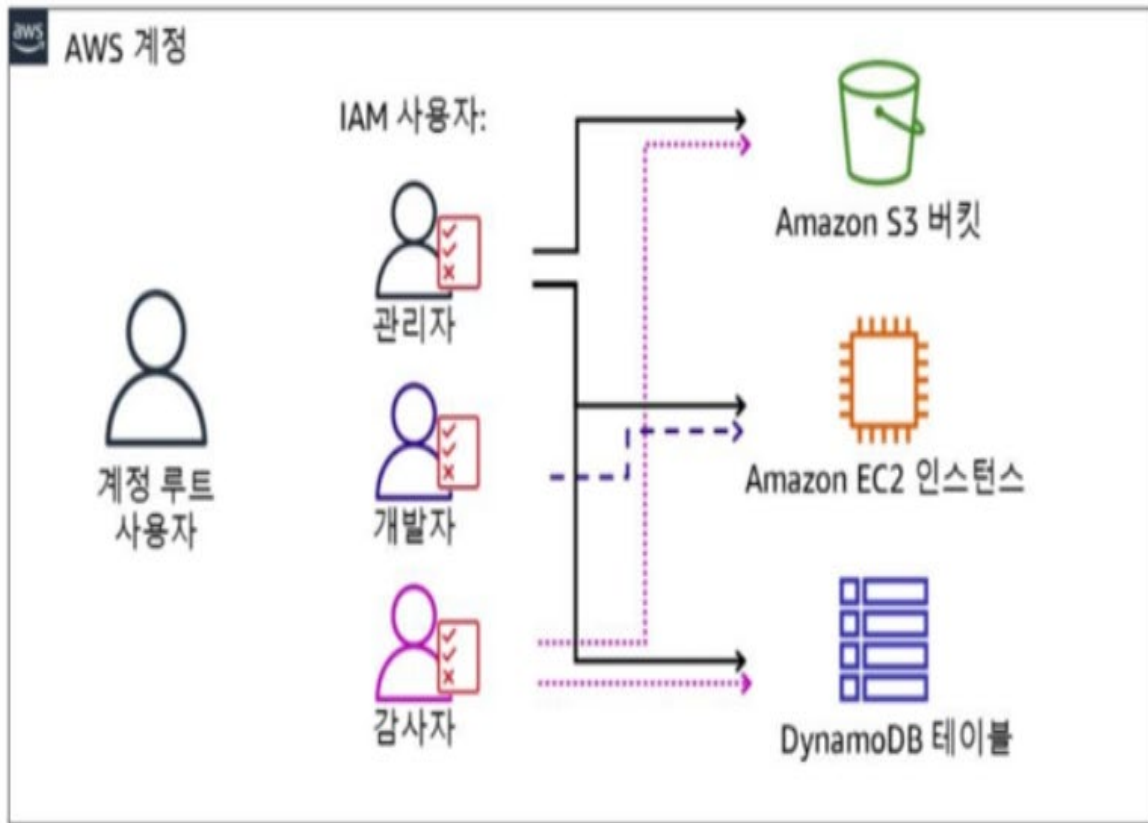 aws
AWS 계정
IAM 사용자:
관리자
개발자
감사자
계정 루트
사용자
Amazon S3 버킷
Amazon EC2 인스턴스
DynamoDB 테이블